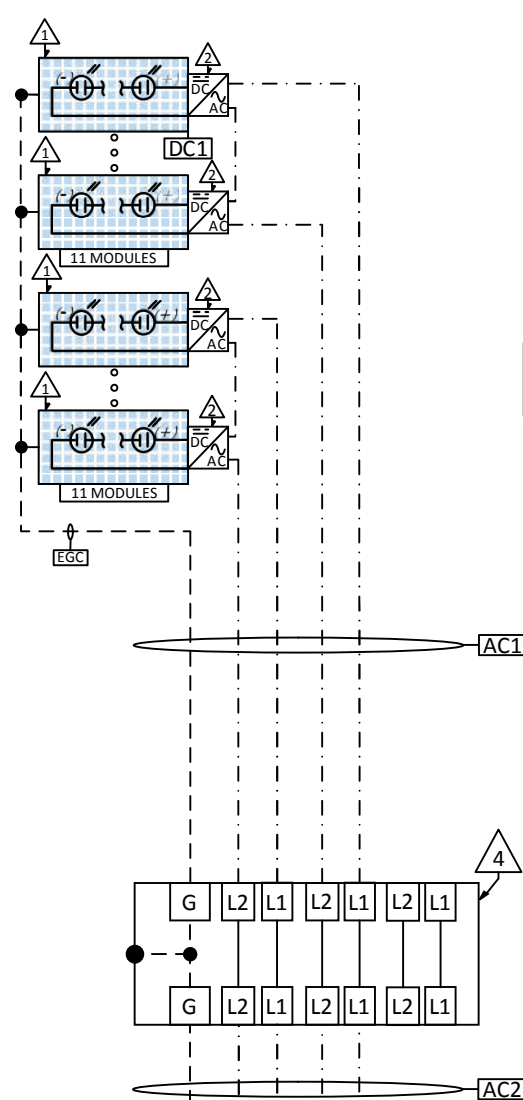 1
2
(-) (+) DC
AC
DC1
1
2
(-) (+) DC
AC
11 MODULES
1
2
(-) (+) DC
AC
1
2
(-) (+) DC
AC
11 MODULES
EGC
AC1
4
G L2 L1 L2 L1 L2 L1
G L2 L1 L2 L1 L2 L1
AC2